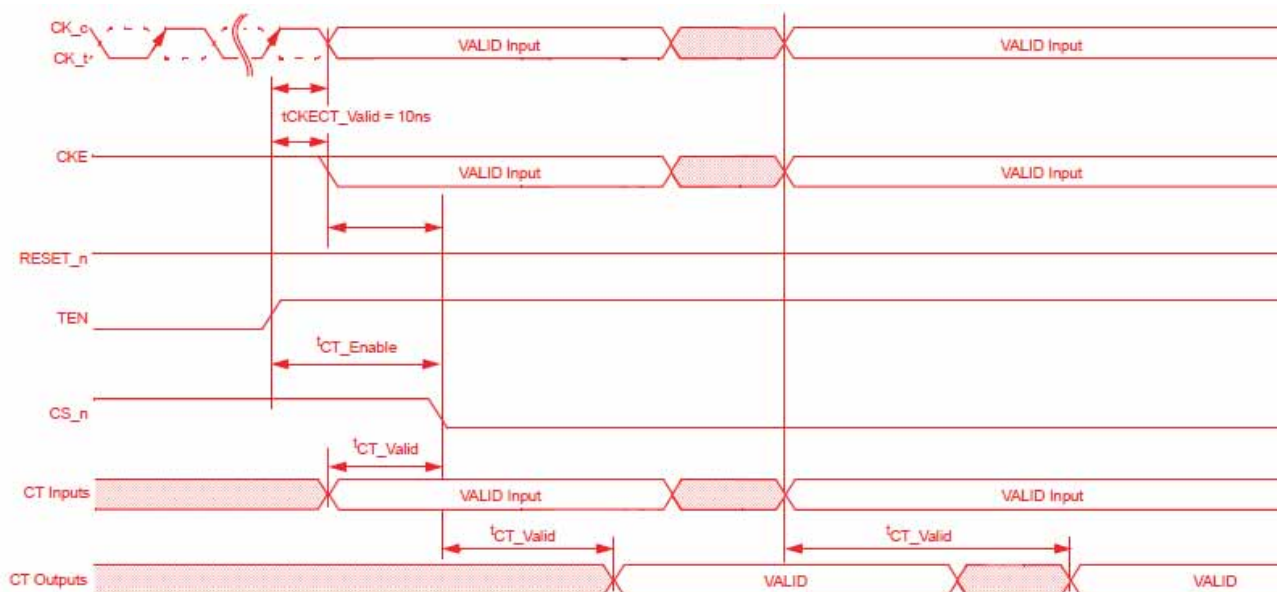 CK_c
CK_t
VALID Input
VALID Input
tCKECT_Valid = 10ns
CKE
VALID Input
VALID Input
RESET_n
TEN
tCT_Enable
CS_n
tCT_Valid
CT Inputs
VALID Input
VALID Input
tCT_Valid
tCT_Valid
CT Outputs
VALID
VALID